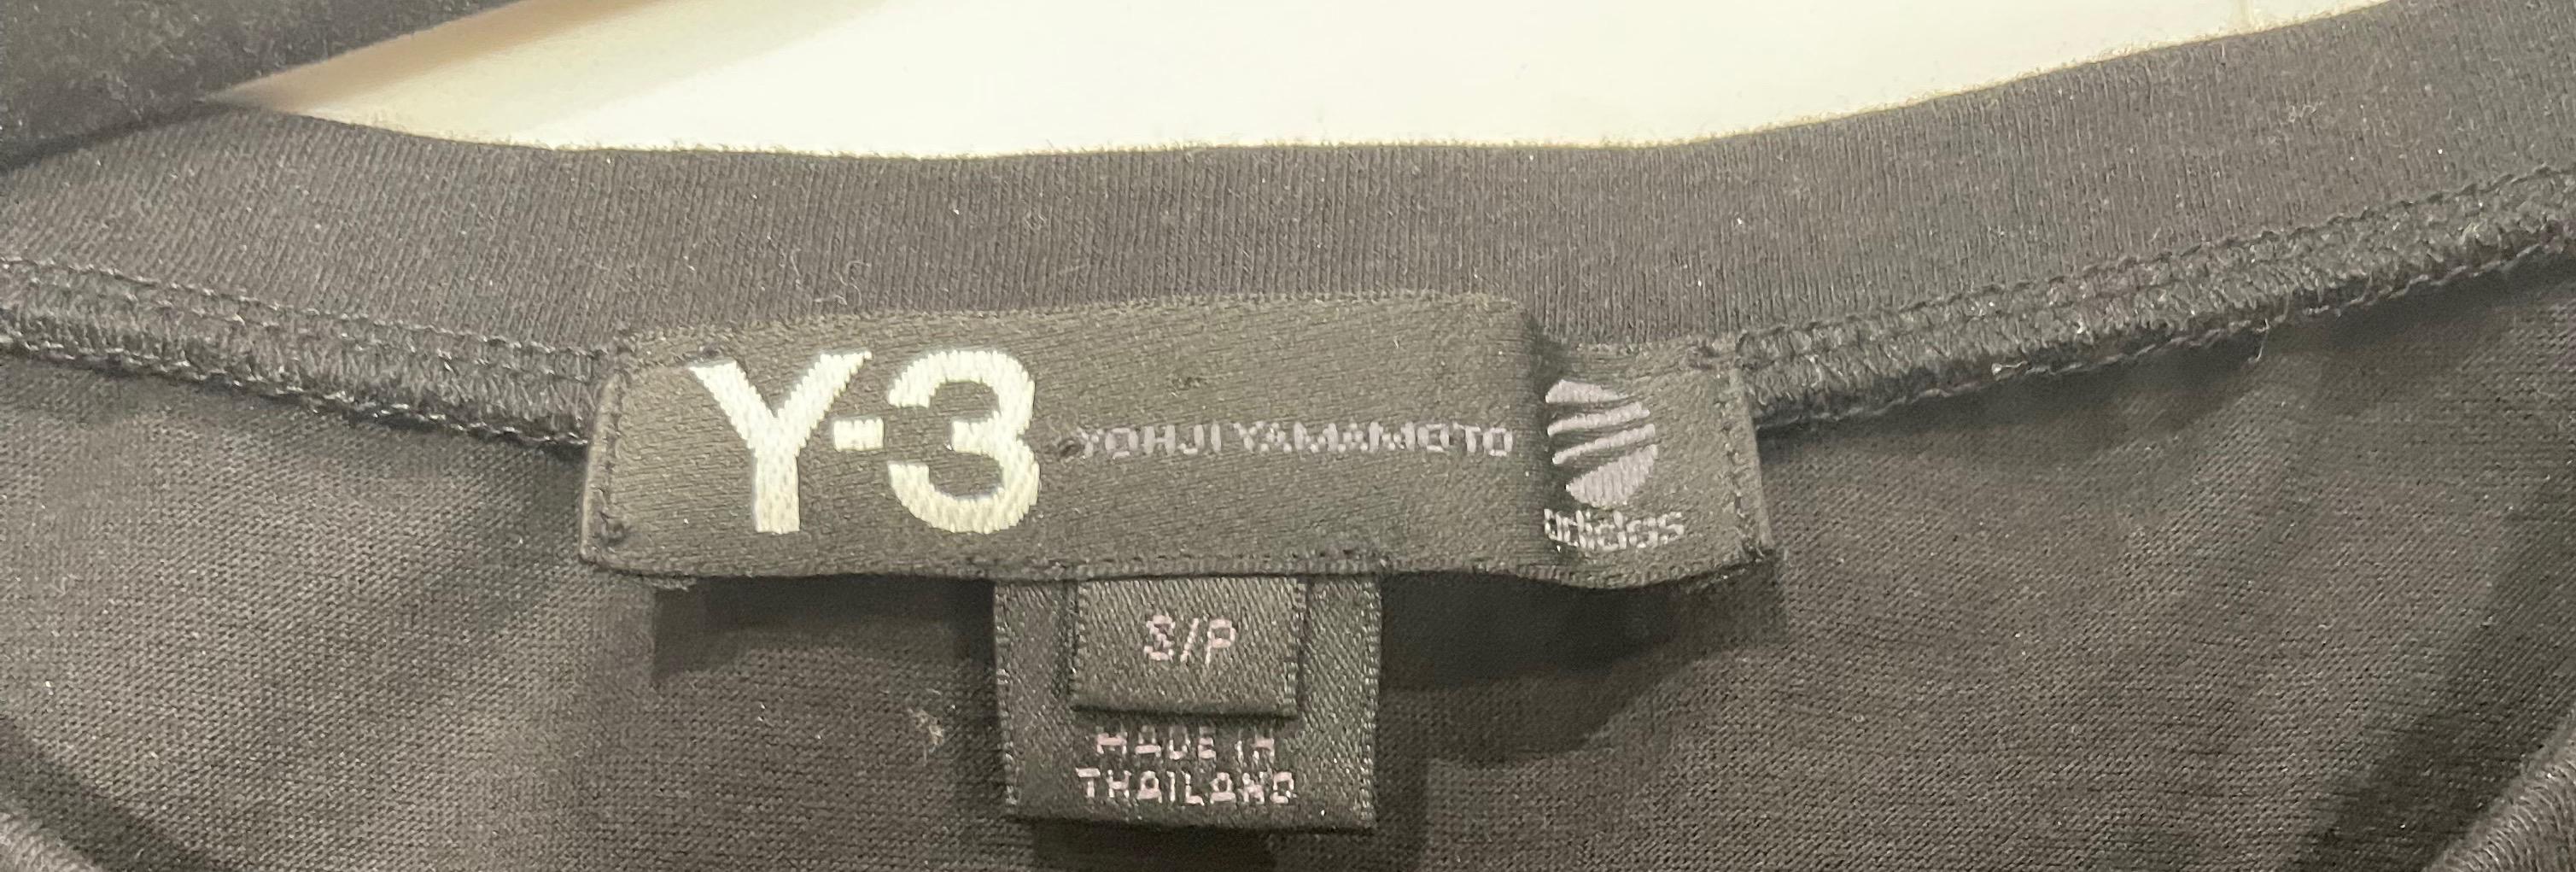 Y-3 YOHJI YAMAMOTO
adidas
S/P
MADE IN
THAILAND